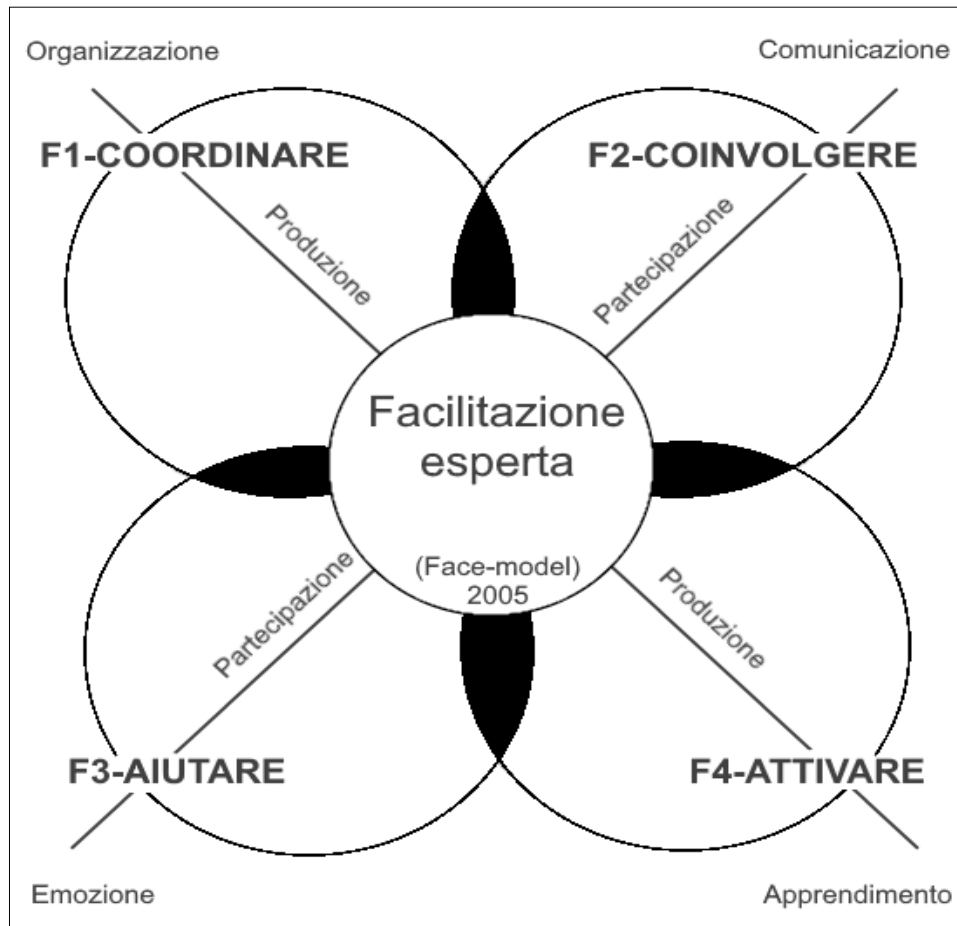 Organizzazione
Comunicazione
F1-COORDINARE
F2-COINVOLGERE
Produzione
Partecipazione
Facilitazione
esperta
(Face-model)
2005
Partecipazione
Produzione
F3-AIUTARE
F4-ATTIVARE
Emozione
Apprendimento